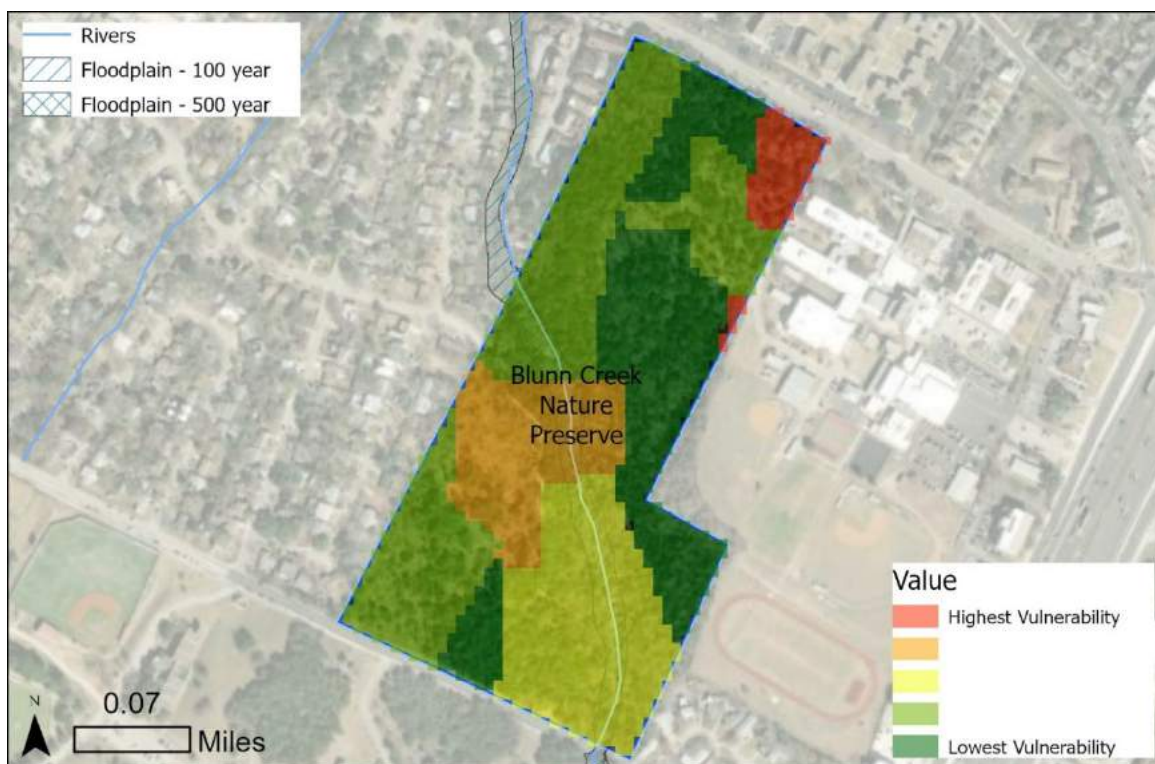 Rivers
Floodplain - 100 year
Floodplain - 500 year
Blunn Creek
Nature
Preserve
Value
Highest Vulnerability
Lowest Vulnerability
N
0.07
Miles